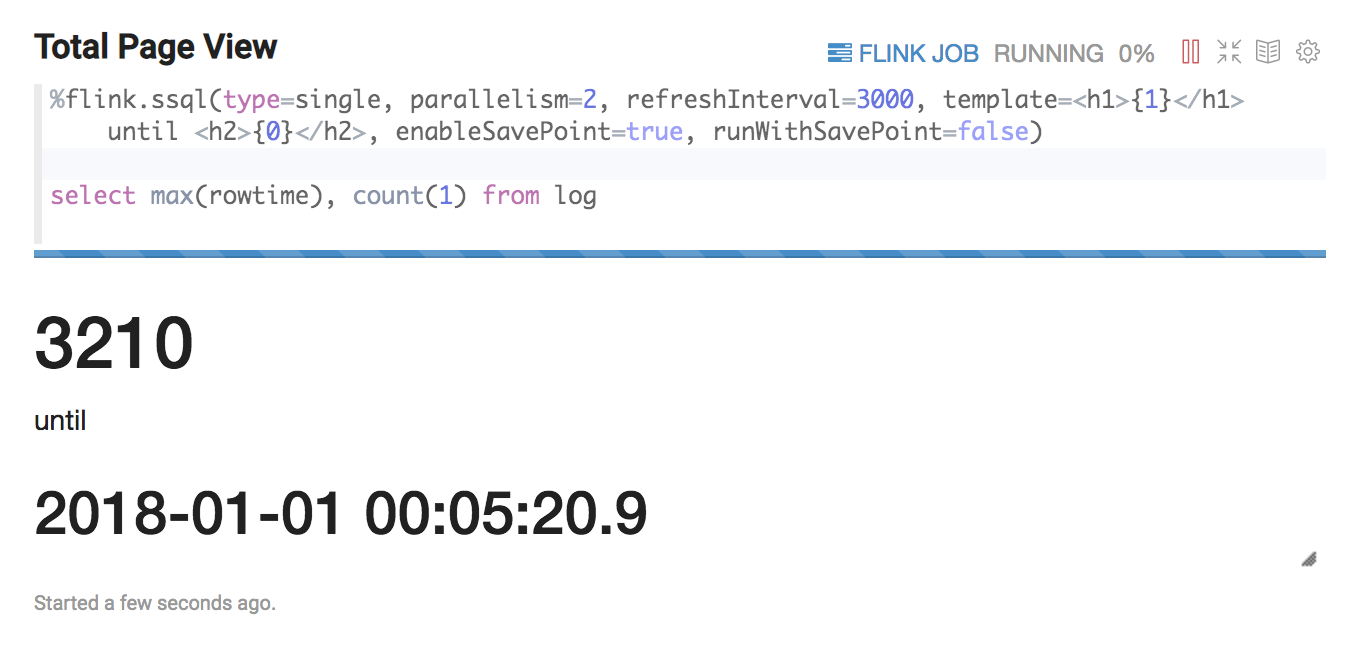 Total Page View
FLINK JOB RUNNING 0%
%flink.ssql(type=single, parallelism=2, refreshInterval=3000, template=<h1>{1}</h1>
until <h2>{0}</h2>, enableSavePoint=true, runWithSavePoint=false)
select max(rowtime), count(1) from log
3210
until
2018-01-01 00:05:20.9
Started a few seconds ago.